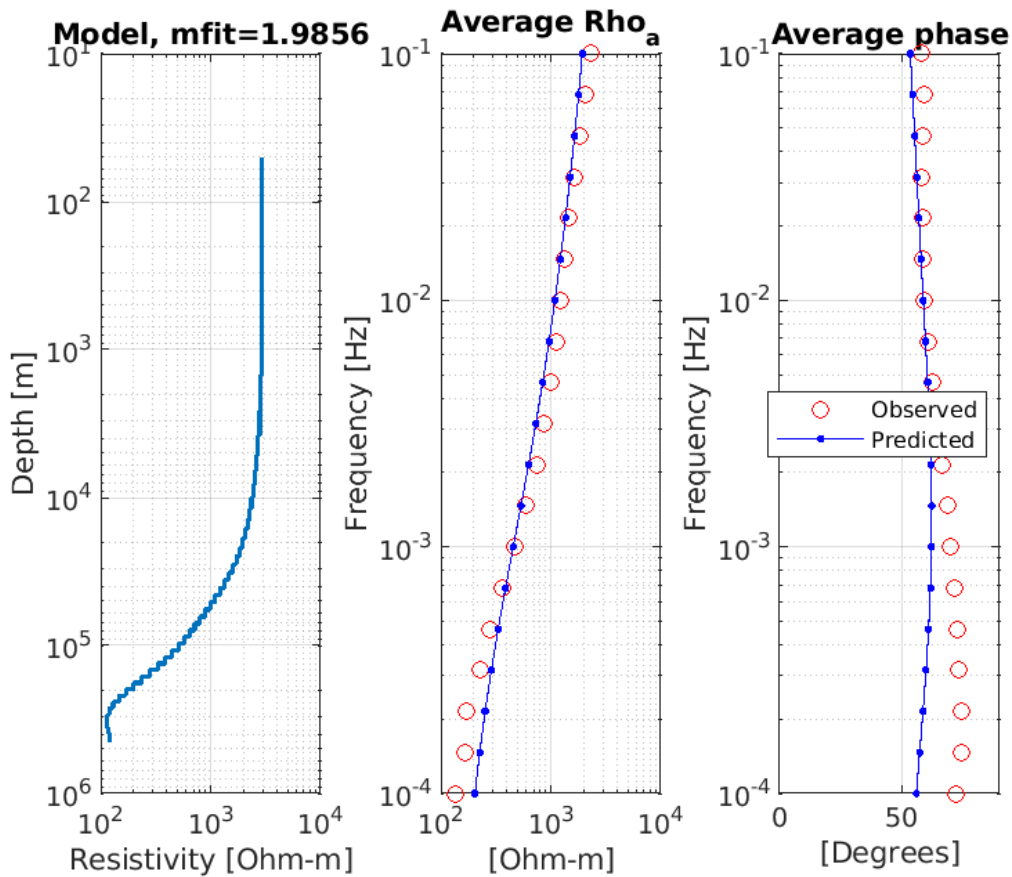 Model, mfit=1.9856
10^1
10^2
10^3
10^4
10^5
10^6
Depth [m]
10^2 10^3 10^4
Resistivity [Ohm-m]
Average Rho_a
10^-1
10^-2
10^-3
10^-4
Frequency [Hz]
10^2 10^3 10^4
[Ohm-m]
Average phase
10^-1
10^-2
10^-3
10^-4
Frequency [Hz]
Observed
Predicted
0 50
[Degrees]